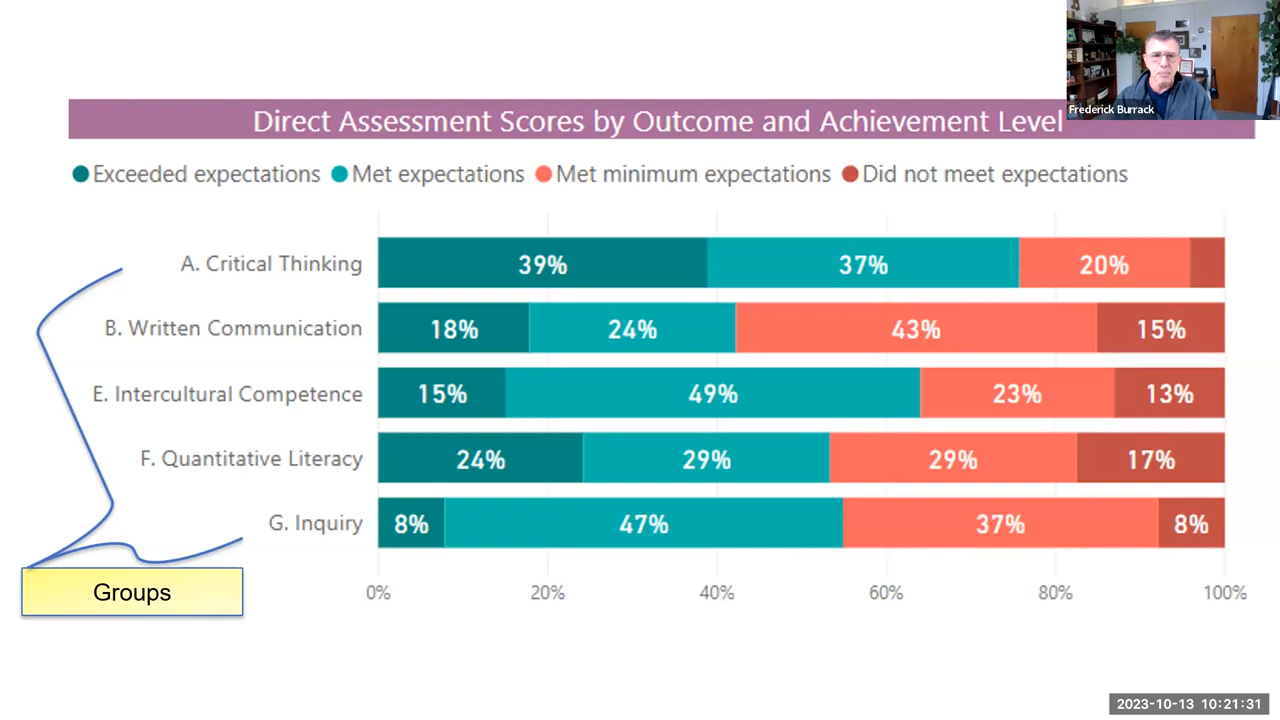 Frederick Burrack
Direct Assessment Scores by Outcome and Achievement Level
Exceeded expectations Met expectations Met minimum expectations Did not meet expectations
A. Critical Thinking 39% 37% 20%
B. Written Communication 18% 24% 43% 15%
E. Intercultural Competence 15% 49% 23% 13%
F. Quantitative Literacy 24% 29% 29% 17%
G. Inquiry 8% 47% 37% 8%
0% 20% 40% 60% 80% 100%
Groups
2023-10-13 10:21:31